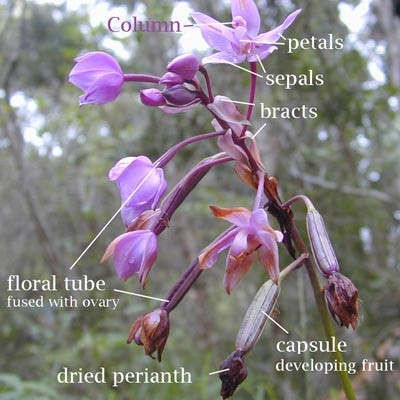 Column
petals
sepals
bracts
floral tube
fused with ovary
capsule
developing fruit
dried perianth